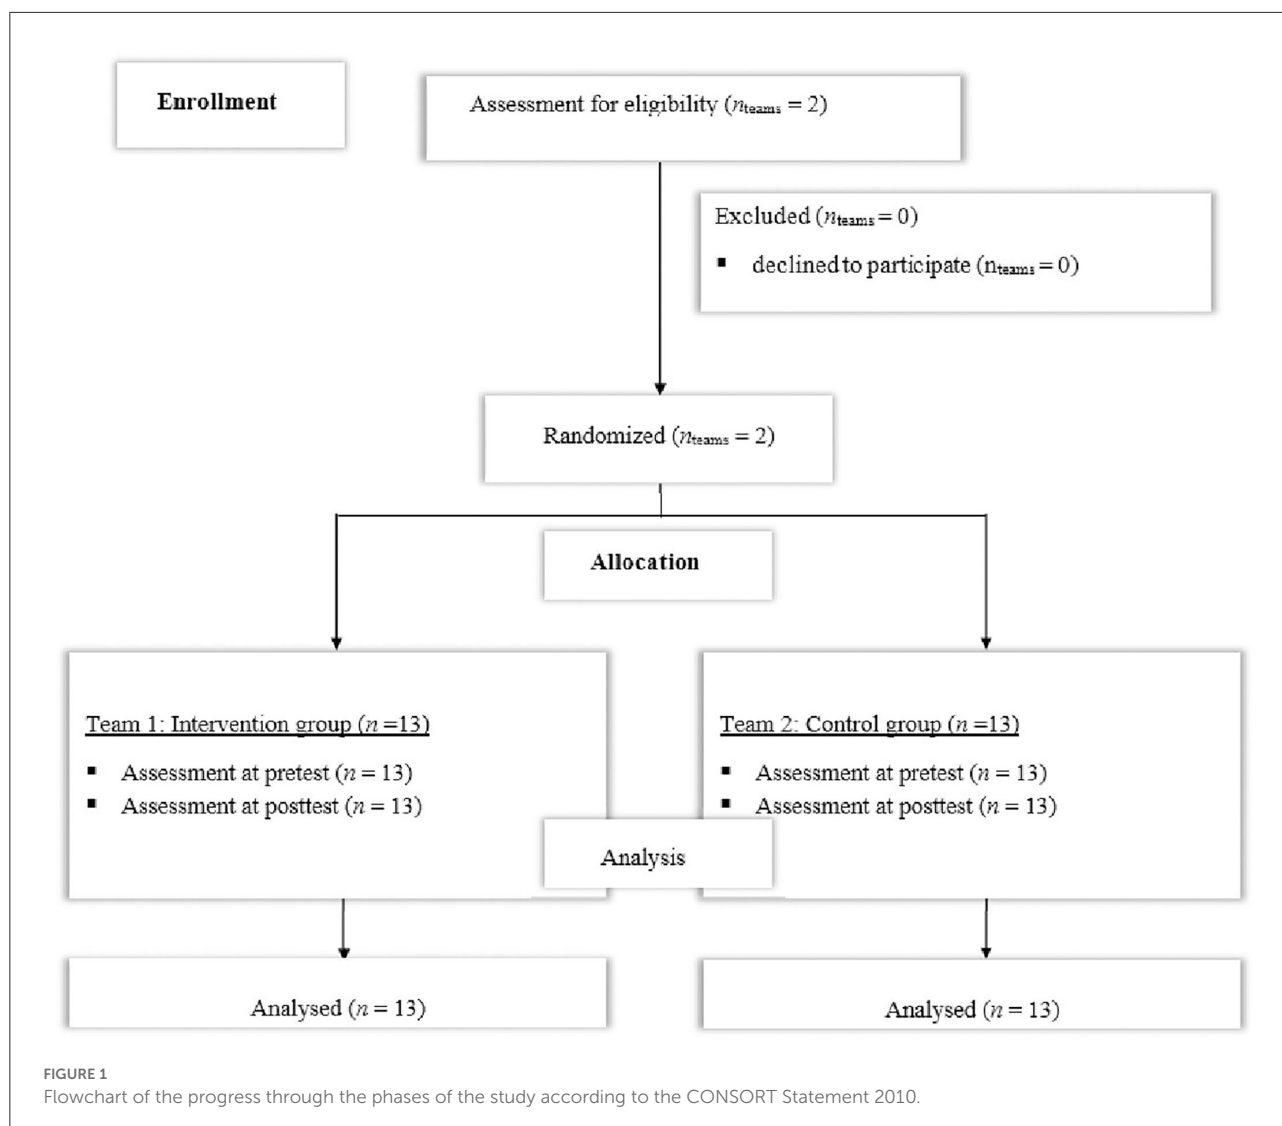 Enrollment
Assessment for eligibility (nteams = 2)
Excluded (nteams = 0)
▪ declined to participate (nteams = 0)
Randomized (nteams = 2)
Allocation
Team 1: Intervention group (n =13)
▪ Assessment at pretest (n = 13)
▪ Assessment at posttest (n = 13)
Team 2: Control group (n =13)
▪ Assessment at pretest (n = 13)
▪ Assessment at posttest (n = 13)
Analysis
Analysed (n = 13)
Analysed (n = 13)
FIGURE 1
Flowchart of the progress through the phases of the study according to the CONSORT Statement 2010.